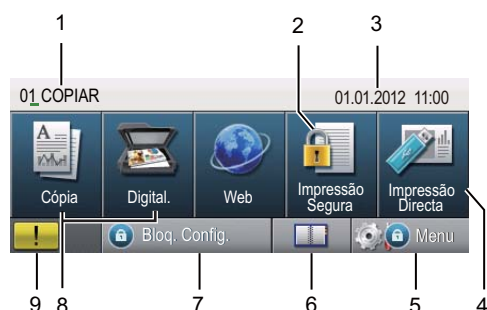 1 2 3
01 COPIAR 01.01.2012 11:00
A
Cópia Digital. Web Impressão Segura Impressão Directa
! Bloq. Config. Menu
9 8 7 6 5 4